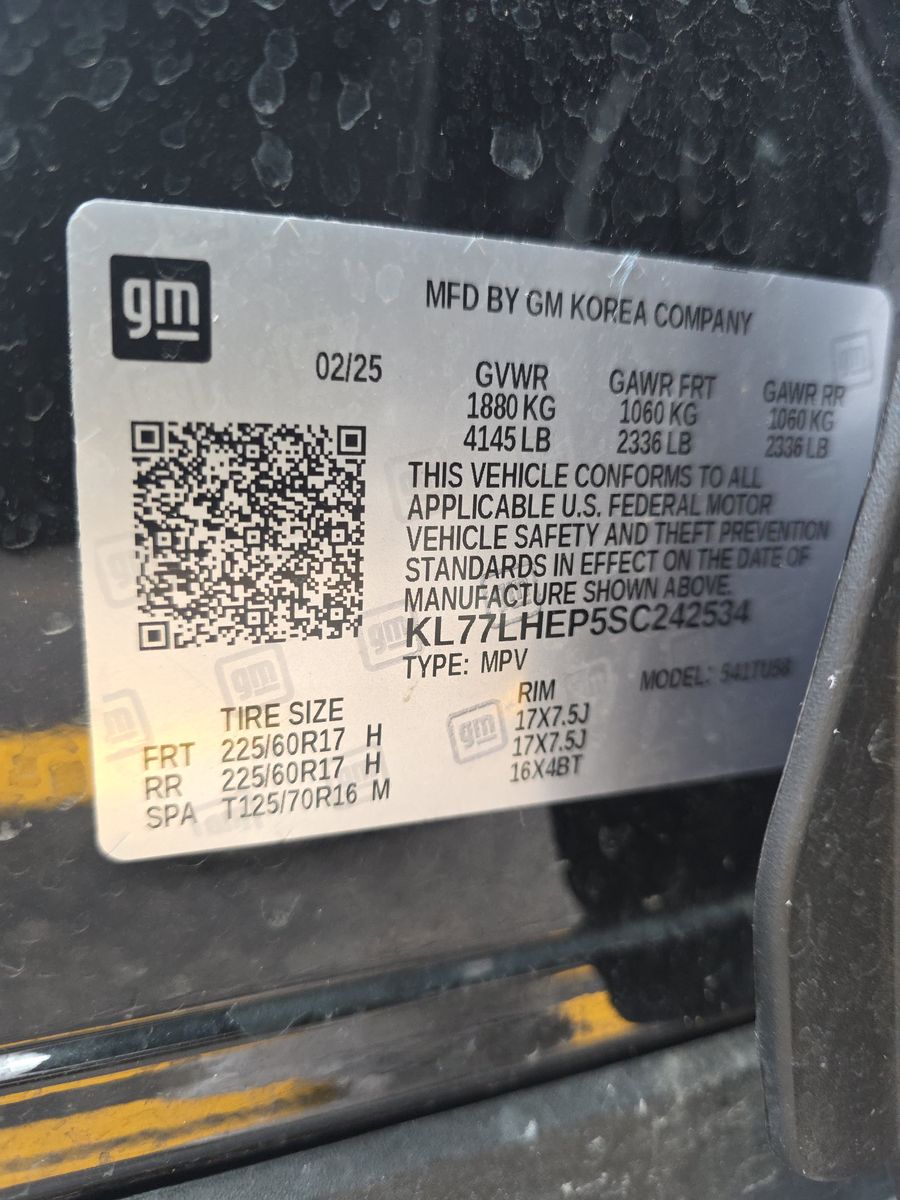 gm
MFD BY GM KOREA COMPANY
02/25
GVWR GAWR FRT GAWR RR
1880 KG 1060 KG 1060 KG
4145 LB 2336 LB 2336 LB
THIS VEHICLE CONFORMS TO ALL
APPLICABLE U.S. FEDERAL MOTOR
VEHICLE SAFETY AND THEFT PREVENTION
STANDARDS IN EFFECT ON THE DATE OF
MANUFACTURE SHOWN ABOVE.
KL77LHEP5SC242534
TYPE: MPV MODEL:
TIRE SIZE RIM
FRT 225/60R17 H 17X7.5J
RR 225/60R17 H 17X7.5J
SPA T125/70R16 M 16X4BT